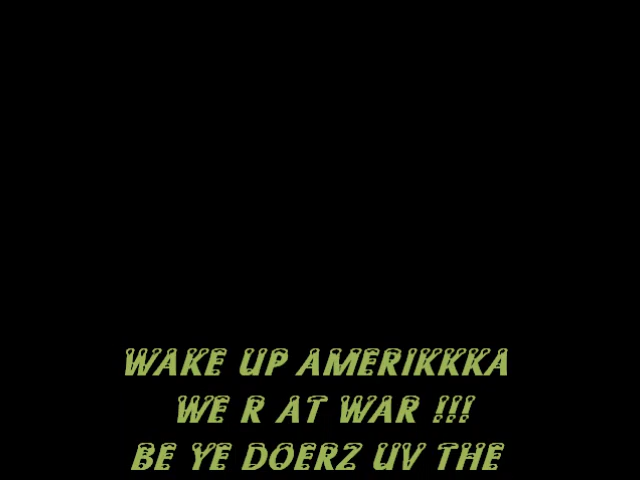 WAKE UP AMERIKKKA
WE R AT WAR !!!
BE YE DOERZ UV THE